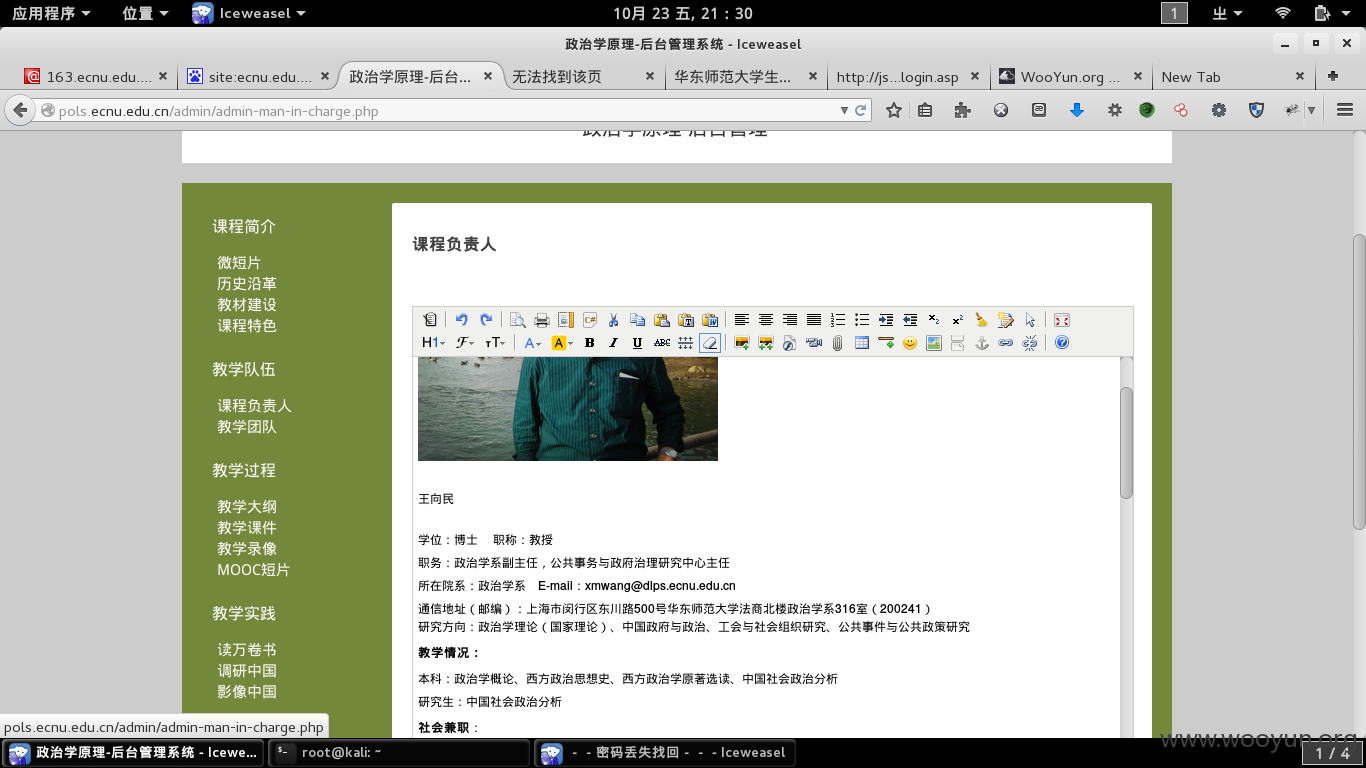 应用程序 位置 Iceweasel 10月 23 五, 21 : 30 1
政治学原理-后台管理系统 - Iceweasel
163.ecnu.edu.... site:ecnu.edu.... 政治学原理-后台... 无法找到该页 华东师范大学生... http://js...login.asp WooYun.org ... New Tab
pols.ecnu.edu.cn/admin/admin-man-in-charge.php
政治学原理-后台管理
课程简介
微短片
历史沿革
教材建设
课程特色
教学队伍
课程负责人
教学团队
教学过程
教学大纲
教学课件
教学录像
MOOC短片
教学实践
读万卷书
调研中国
影像中国
课程负责人
王向民
学位：博士 职称：教授
职务：政治学系副主任，公共事务与政府治理研究中心主任
所在院系：政治学系 E-mail：xmwang@dlps.ecnu.edu.cn
通信地址（邮编）：上海市闵行区东川路500号华东师范大学法商北楼政治学系316室（200241）
研究方向：政治学理论（国家理论）、中国政府与政治、工会与社会组织研究、公共事件与公共政策研究
教学情况：
本科：政治学概论、西方政治思想史、西方政治学原著选读、中国社会政治分析
研究生：中国社会政治分析
社会兼职：
pols.ecnu.edu.cn/admin/admin-man-in-charge.php
www.wooyun.org
政治学原理-后台管理系统 - Icewe... root@kali: ~ - - 密码丢失找回 - - - Iceweasel 1 / 4